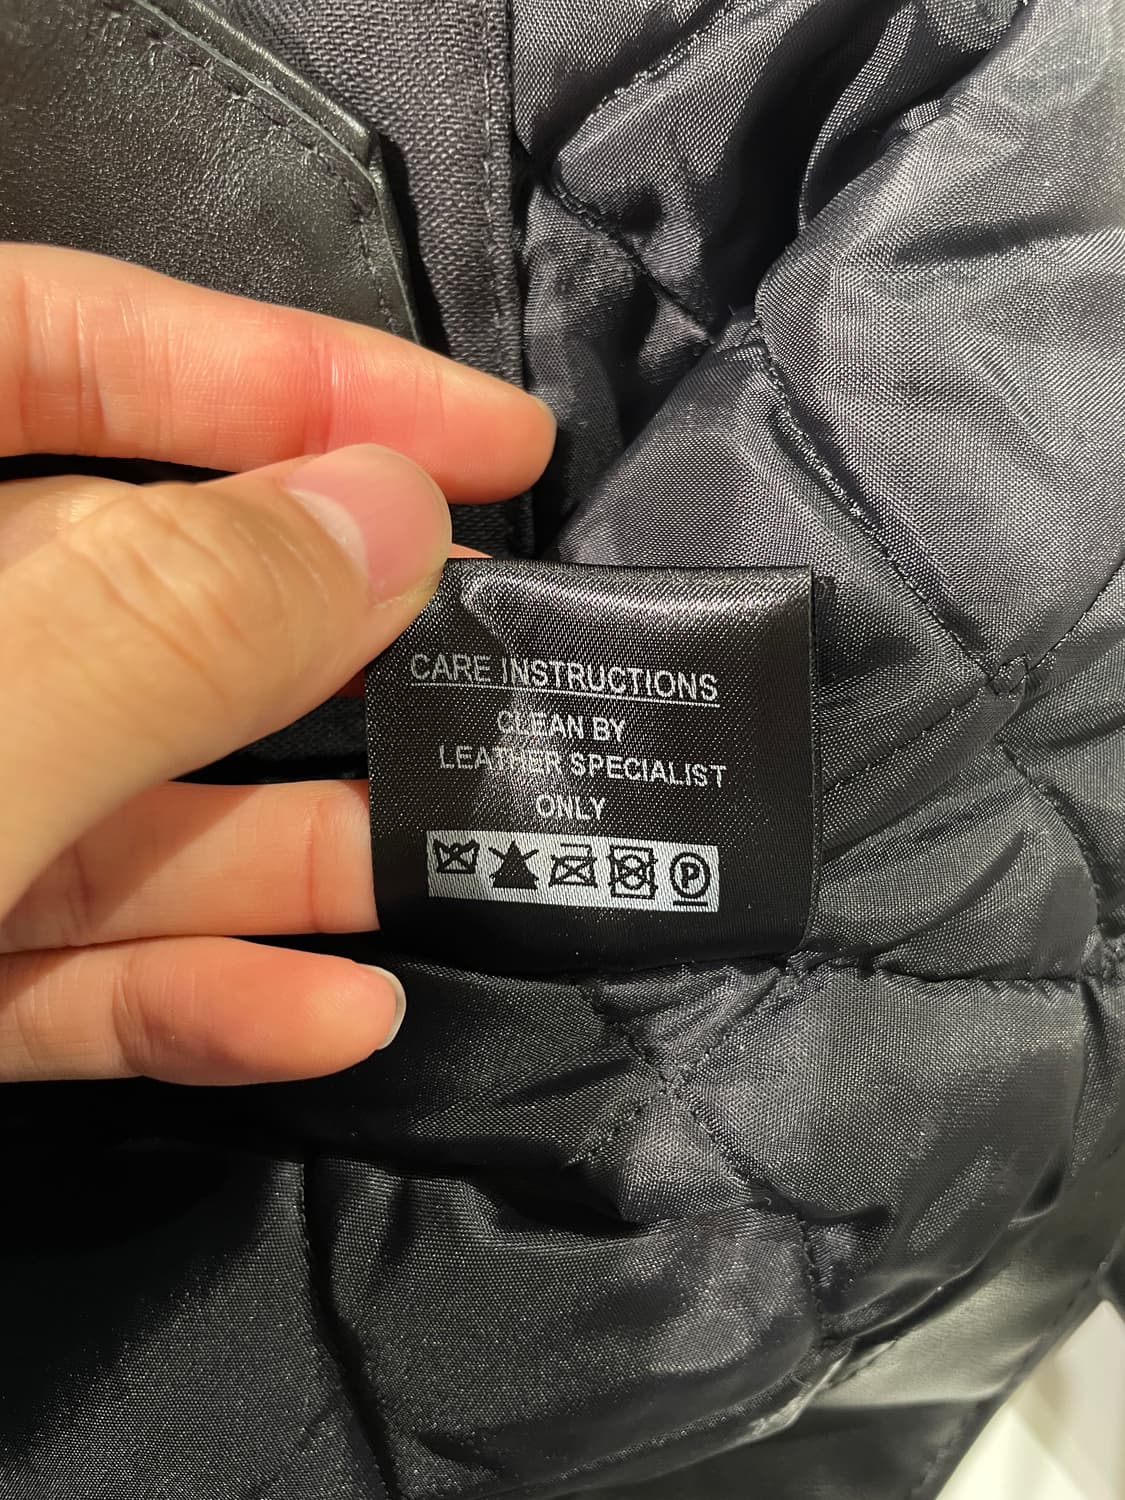 CARE INSTRUCTIONS
CLEAN BY
LEATHER SPECIALIST
ONLY
P